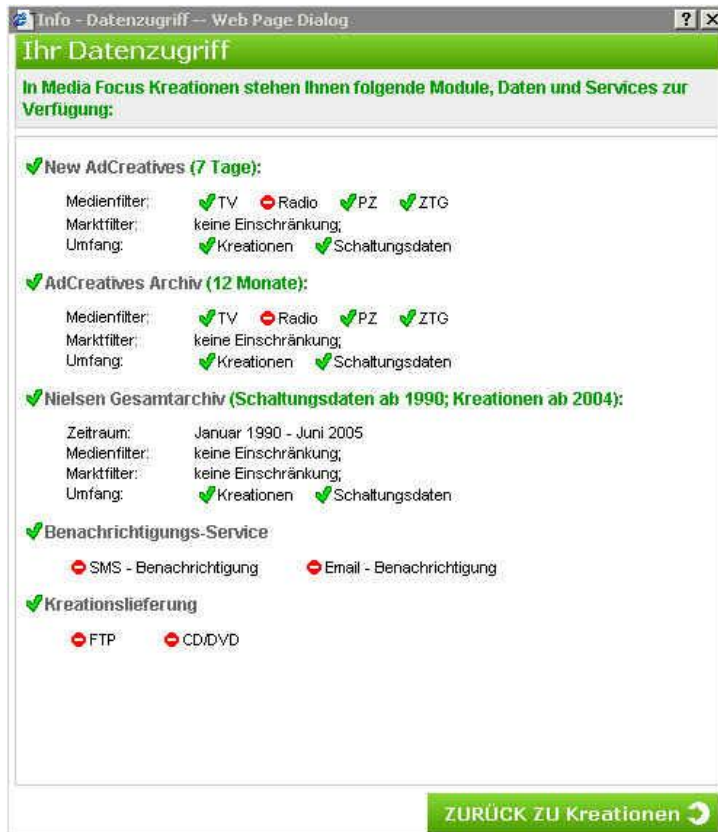 Info - Datenzugriff -- Web Page Dialog
Ihr Datenzugriff
In Media Focus Kreationen stehen Ihnen folgende Module, Daten und Services zur
Verfügung:
New AdCreatives (7 Tage):
Medienfilter: TV Radio PZ ZTG
Marktfilter: keine Einschränkung;
Umfang: Kreationen Schaltungsdaten
AdCreatives Archiv (12 Monate):
Medienfilter: TV Radio PZ ZTG
Marktfilter: keine Einschränkung;
Umfang: Kreationen Schaltungsdaten
Nielsen Gesamtarchiv (Schaltungsdaten ab 1990; Kreationen ab 2004):
Zeitraum: Januar 1990 - Juni 2005
Medienfilter: keine Einschränkung;
Marktfilter: keine Einschränkung;
Umfang: Kreationen Schaltungsdaten
Benachrichtigungs-Service
SMS - Benachrichtigung Email - Benachrichtigung
Kreationslieferung
FTP CD/DVD
ZURÜCK ZU Kreationen